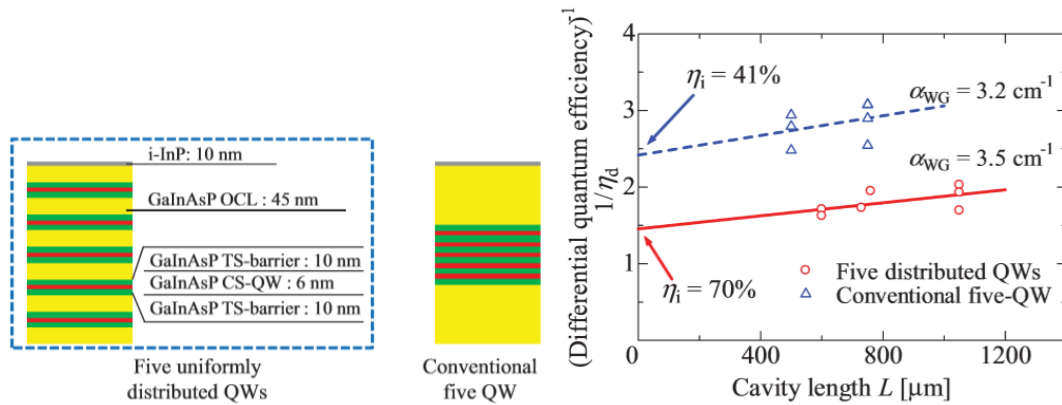 i-InP: 10 nm
GaInAsP OCL : 45 nm
GaInAsP TS-barrier : 10 nm
GaInAsP CS-QW : 6 nm
GaInAsP TS-barrier : 10 nm
Five uniformly
distributed QWs
Conventional
five QW
(Differential quantum efficiency)⁻¹
1/ηd
4
3
2
1
0
400
800
1200
Cavity length L [μm]
ηi = 41%
αWG = 3.2 cm⁻¹
αWG = 3.5 cm⁻¹
ηi = 70%
Five distributed QWs
Conventional five-QW